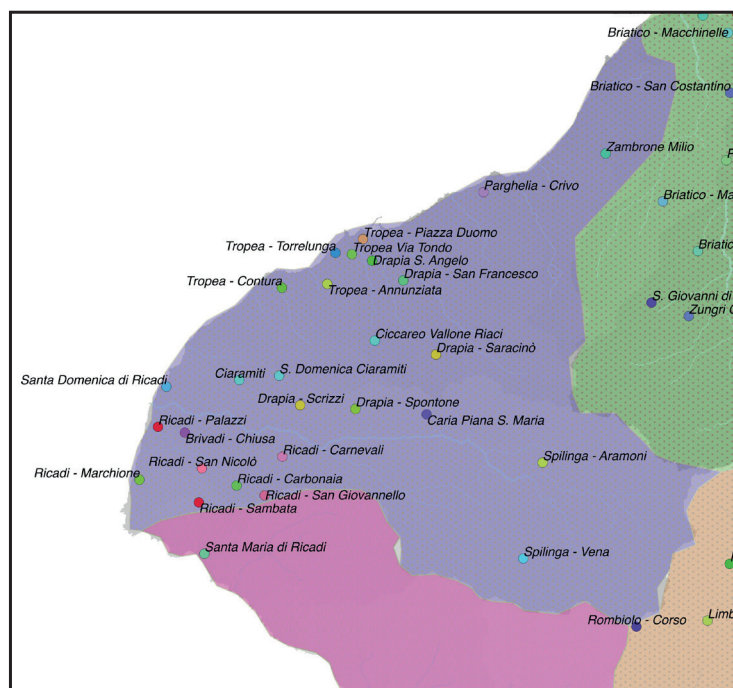 Briatico - Macchinelle
Briatico - San Costantino
Zambrone Milio
Parghelia - Crivo
Briatico - Ma
Tropea - Piazza Duomo
Tropea - Torrelunga
Tropea Via Tondo
Briatic
Drapia S. Angelo
Drapia - San Francesco
Tropea - Contura
Tropea - Annunziata
S. Giovanni di
Zungri
Ciccareo Vallone Riaci
Drapia - Saracinò
Santa Domenica di Ricadi
Ciaramiti
S. Domenica Ciaramiti
Drapia - Scrizzi
Drapia - Spontone
Ricadi - Palazzi
Caria Piana S. Maria
Brivadi - Chiusa
Ricadi - Carnevali
Spilinga - Aramoni
Ricadi - San Nicolò
Ricadi - Marchione
Ricadi - Carbonaia
Ricadi - San Giovannello
Ricadi - Sambata
Santa Maria di Ricadi
Spilinga - Vena
Rombiolo - Corso
Limb